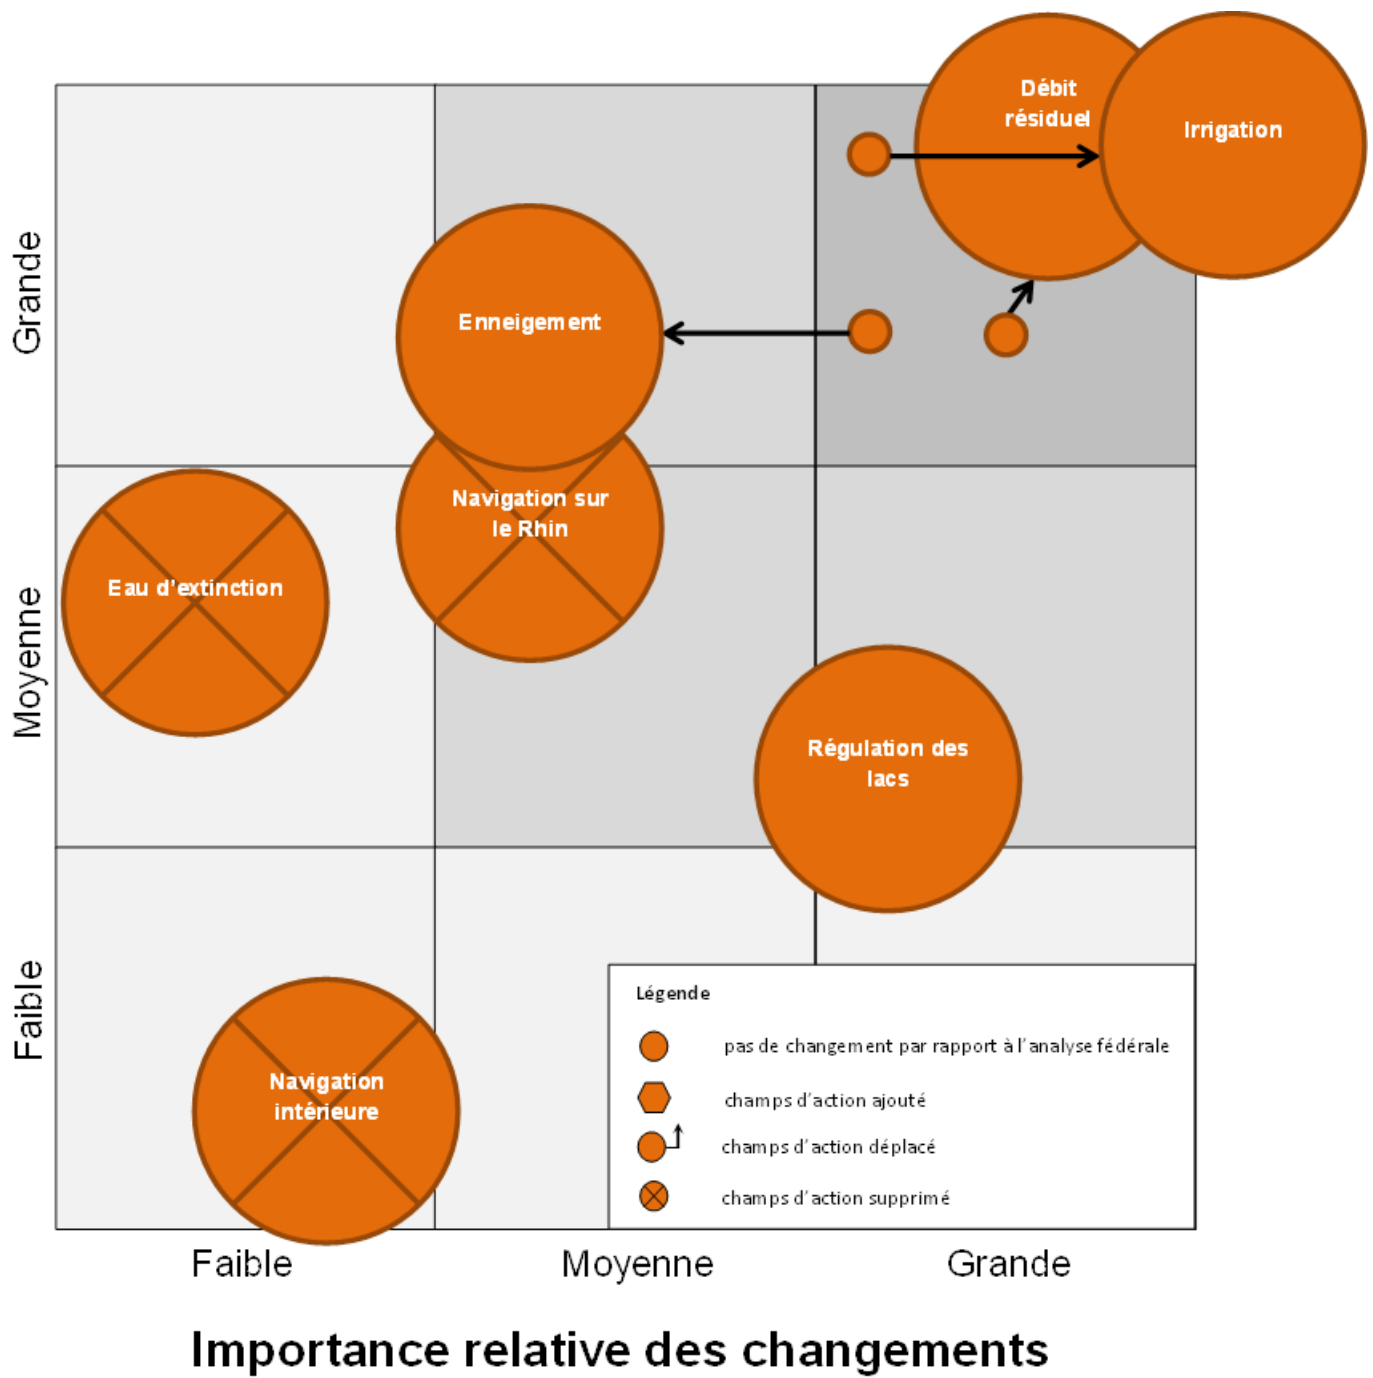 Débit
résiduel
Irrigation
Grande
Enneigement
Navigation sur
le Rhin
Eau d'extinction
Moyenne
Régulation des
lacs
Faible
Navigation
intérieure
Légende
pas de changement par rapport à l'analyse fédérale
champs d'action ajouté
champs d'action déplacé
champs d'action supprimé
Faible
Moyenne
Grande
Importance relative des changements